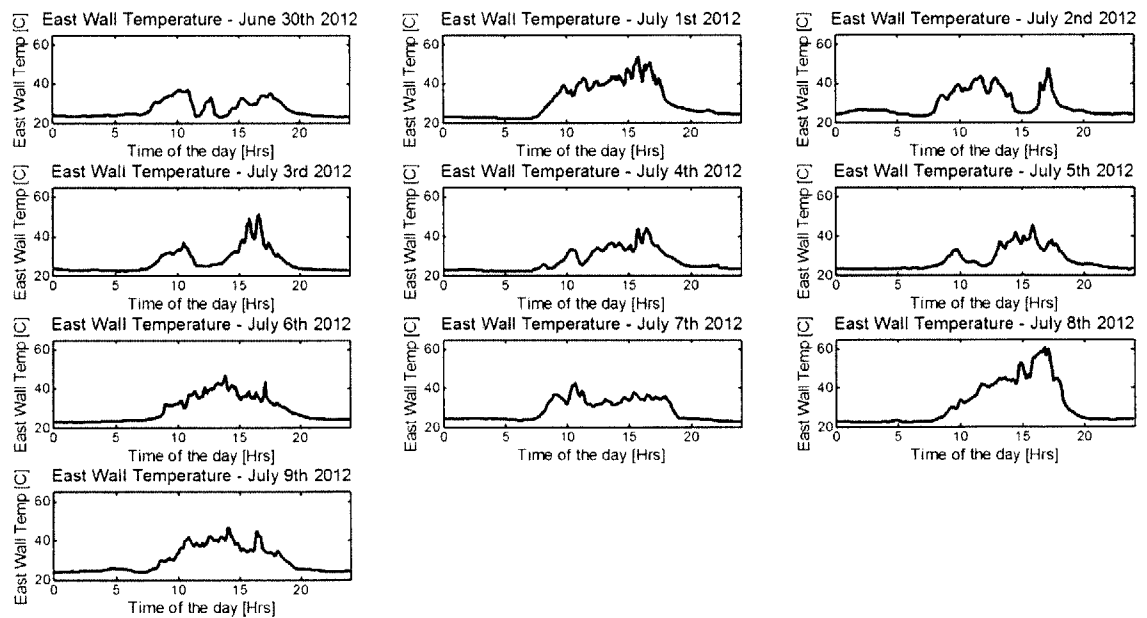 East Wall Temperature - June 30th 2012
East Wall Temp [C]
60
40
20
0 5 10 15 20
Time of the day [Hrs]
East Wall Temperature - July 1st 2012
East Wall Temp [C]
60
40
20
0 5 10 15 20
Time of the day [Hrs]
East Wall Temperature - July 2nd 2012
East Wall Temp [C]
60
40
20
0 5 10 15 20
Time of the day [Hrs]
East Wall Temperature - July 3rd 2012
East Wall Temp [C]
60
40
20
0 5 10 15 20
Time of the day [Hrs]
East Wall Temperature - July 4th 2012
East Wall Temp [C]
60
40
20
0 5 10 15 20
Time of the day [Hrs]
East Wall Temperature - July 5th 2012
East Wall Temp [C]
60
40
20
0 5 10 15 20
Time of the day [Hrs]
East Wall Temperature - July 6th 2012
East Wall Temp [C]
60
40
20
0 5 10 15 20
Time of the day [Hrs]
East Wall Temperature - July 7th 2012
East Wall Temp [C]
60
40
20
0 5 10 15 20
Time of the day [Hrs]
East Wall Temperature - July 8th 2012
East Wall Temp [C]
60
40
20
0 5 10 15 20
Time of the day [Hrs]
East Wall Temperature - July 9th 2012
East Wall Temp [C]
60
40
20
0 5 10 15 20
Time of the day [Hrs]